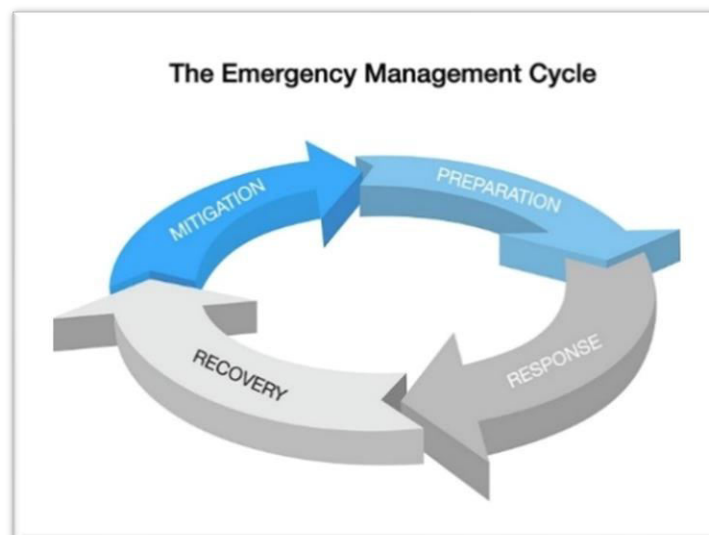 The Emergency Management Cycle
MITIGATION
PREPARATION
RESPONSE
RECOVERY